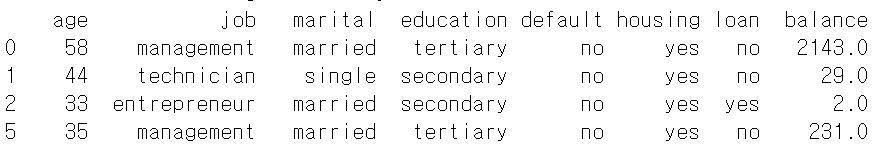 age job marital education default housing loan balance
0 58 management married tertiary no yes no 2143.0
1 44 technician single secondary no yes no 29.0
2 33 entrepreneur married secondary no yes yes 2.0
5 35 management married tertiary no yes no 231.0